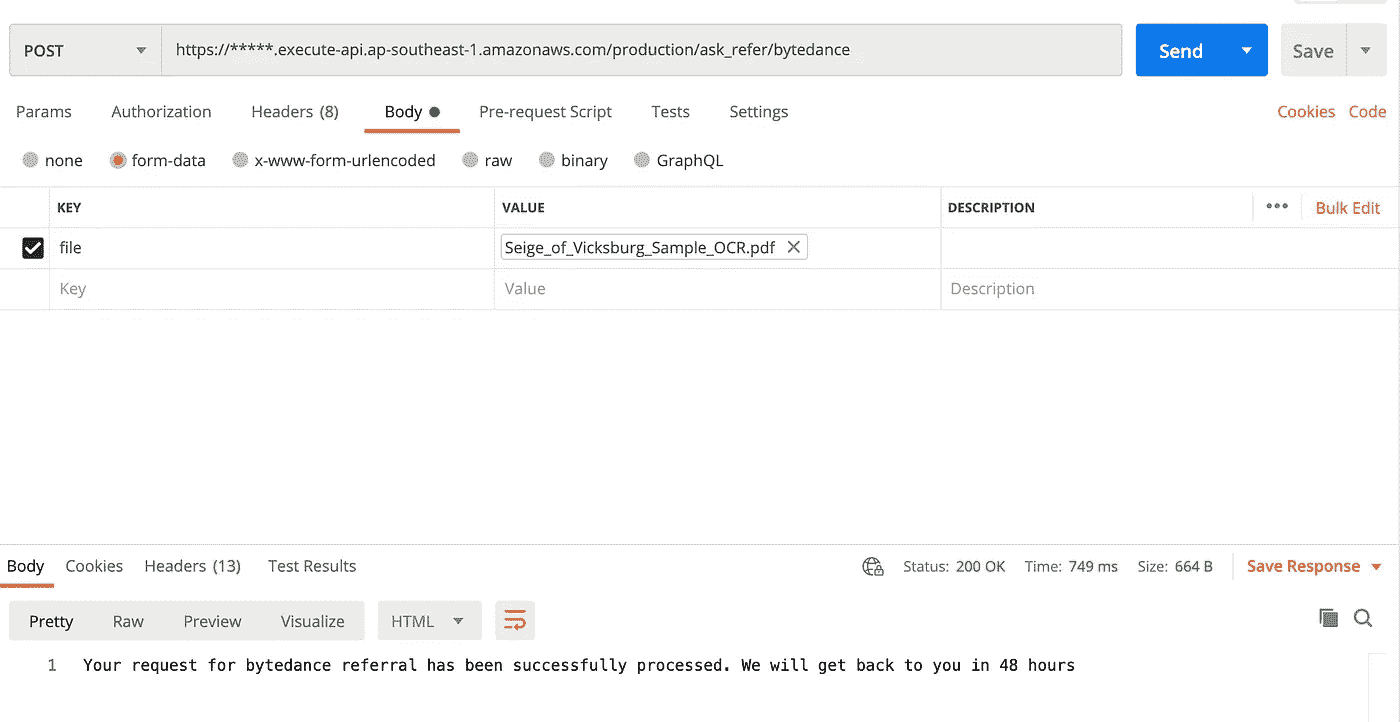 POST https://*****.execute-api.ap-southeast-1.amazonaws.com/production/ask_refer/bytedance Send Save
Params Authorization Headers (8) Body Pre-request Script Tests Settings Cookies Code
none form-data x-www-form-urlencoded raw binary GraphQL
KEY VALUE DESCRIPTION ••• Bulk Edit
file Seige_of_Vicksburg_Sample_OCR.pdf
Key Value Description
Body Cookies Headers (13) Test Results Status: 200 OK Time: 749 ms Size: 664 B Save Response
Pretty Raw Preview Visualize HTML
1 Your request for bytedance referral has been successfully processed. We will get back to you in 48 hours